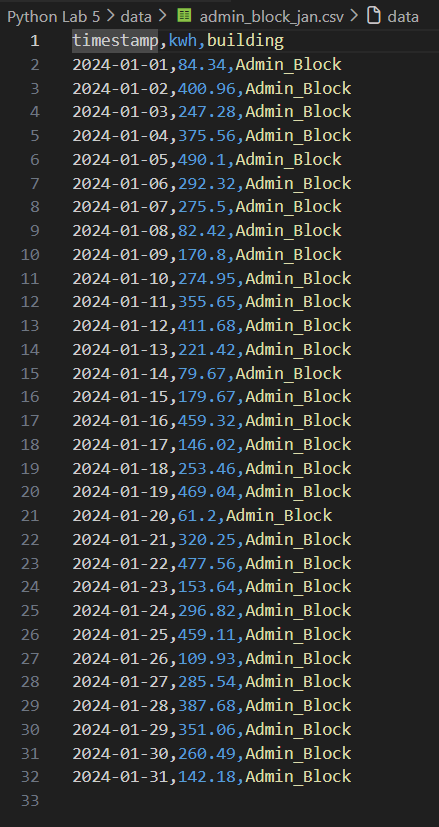 Python Lab 5 > data > admin_block_jan.csv > data
1 timestamp,kwh,building
2 2024-01-01,84.34,Admin_Block
3 2024-01-02,400.96,Admin_Block
4 2024-01-03,247.28,Admin_Block
5 2024-01-04,375.56,Admin_Block
6 2024-01-05,490.1,Admin_Block
7 2024-01-06,292.32,Admin_Block
8 2024-01-07,275.5,Admin_Block
9 2024-01-08,82.42,Admin_Block
10 2024-01-09,170.8,Admin_Block
11 2024-01-10,274.95,Admin_Block
12 2024-01-11,355.65,Admin_Block
13 2024-01-12,411.68,Admin_Block
14 2024-01-13,221.42,Admin_Block
15 2024-01-14,79.67,Admin_Block
16 2024-01-15,179.67,Admin_Block
17 2024-01-16,459.32,Admin_Block
18 2024-01-17,146.02,Admin_Block
19 2024-01-18,253.46,Admin_Block
20 2024-01-19,469.04,Admin_Block
21 2024-01-20,61.2,Admin_Block
22 2024-01-21,320.25,Admin_Block
23 2024-01-22,477.56,Admin_Block
24 2024-01-23,153.64,Admin_Block
25 2024-01-24,296.82,Admin_Block
26 2024-01-25,459.11,Admin_Block
27 2024-01-26,109.93,Admin_Block
28 2024-01-27,285.54,Admin_Block
29 2024-01-28,387.68,Admin_Block
30 2024-01-29,351.06,Admin_Block
31 2024-01-30,260.49,Admin_Block
32 2024-01-31,142.18,Admin_Block
33